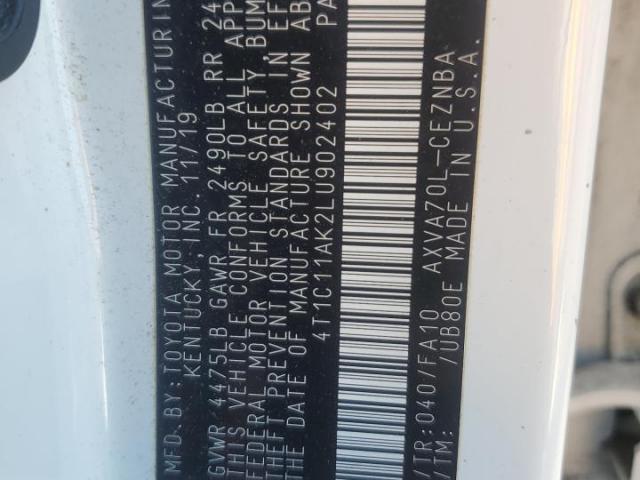 MFD.BY:TOYOTA MOTOR MANUFACTURIN
KENTUCKY,INC. 11/19
GVWR 4475LB GAWR FR 2490LB RR 24
THIS VEHICLE CONFORMS TO ALL APP
FEDERAL MOTOR VEHICLE SAFETY, BUM
THEFT PREVENTION STANDARDS IN EF
THE DATE OF MANUFACTURE SHOWN AB
4T1C11AK2LU902402 PA
/TR:040/FA10 AXVA70L-CEZNBA
/TM: /UB80E MADE IN U.S.A.